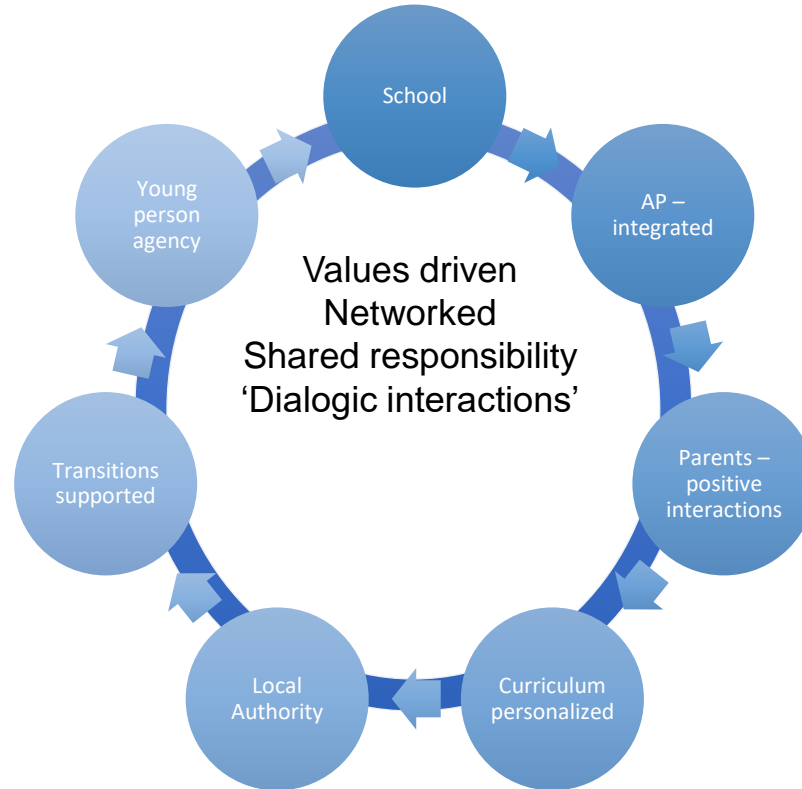 School
AP –
integrated
Parents –
positive
interactions
Curriculum
personalized
Local
Authority
Transitions
supported
Young
person
agency
Values driven
Networked
Shared responsibility
‘Dialogic interactions’